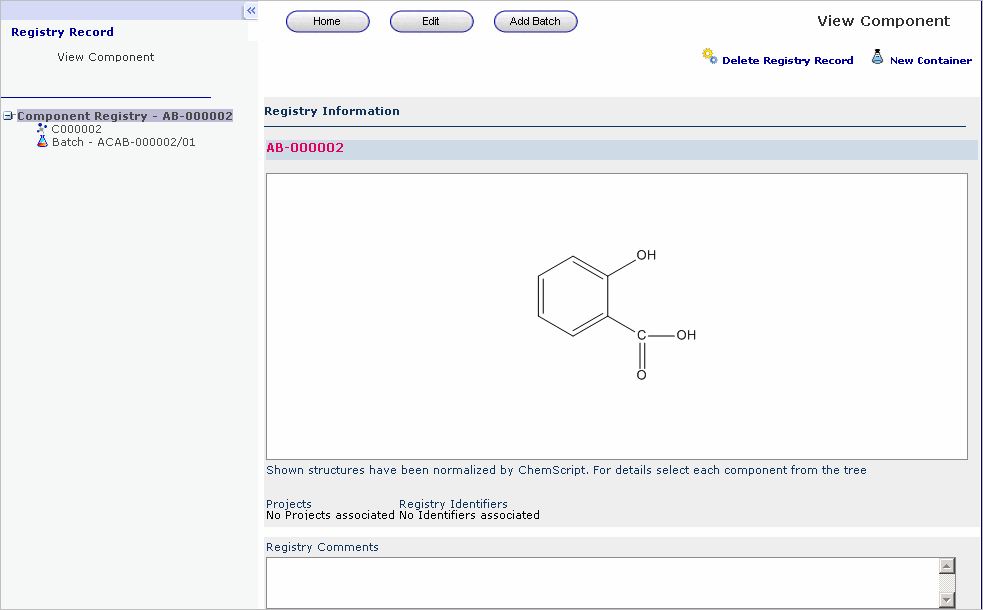 «
Registry Record
View Component
Component Registry - AB-000002
C000002
Batch - ACAB-000002/01
Home Edit Add Batch View Component
Delete Registry Record New Container
Registry Information
AB-000002
OH
C OH
O
Shown structures have been normalized by ChemScript. For details select each component from the tree
Projects Registry Identifiers
No Projects associated No Identifiers associated
Registry Comments